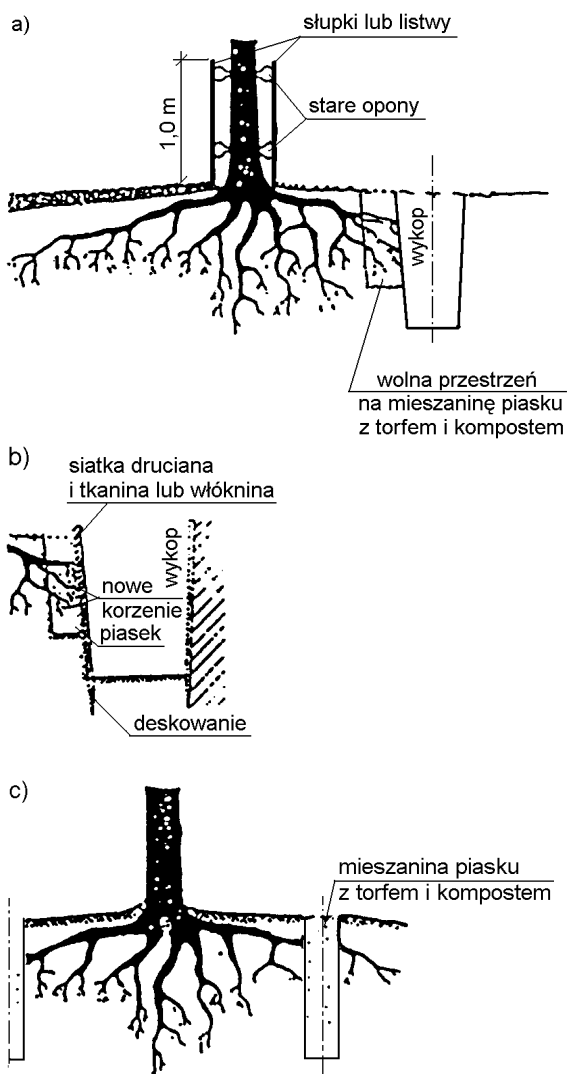 a)
słupki lub listwy
stare opony
1,0 m
wykop
wolna przestrzeń
na mieszaninę piasku
z torfem i kompostem
b)
siatka druciana
i tkanina lub włóknina
wykop
nowe
korzenie
piasek
deskowanie
c)
mieszanina piasku
z torfem i kompostem